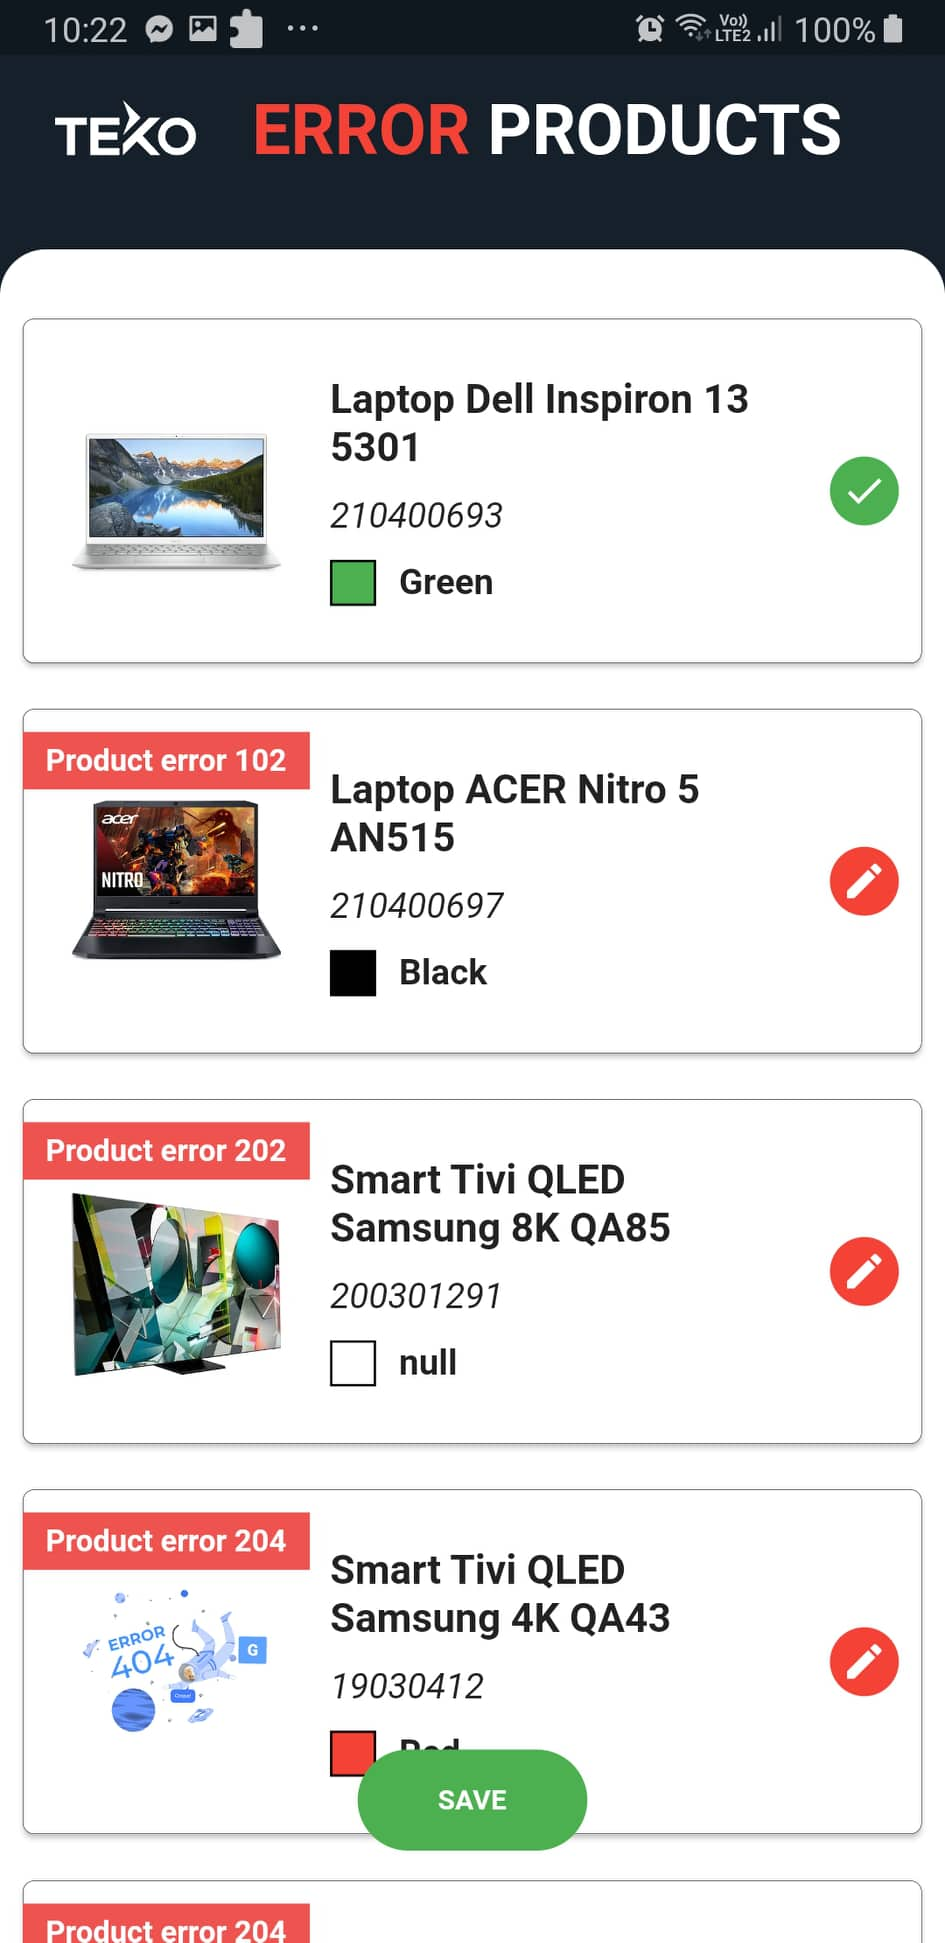 10:22
Vo))
LTE2
100%
TEKO
ERROR PRODUCTS
Laptop Dell Inspiron 13
5301
210400693
Green
Product error 102
Laptop ACER Nitro 5
AN515
acer
NITRO
210400697
Black
Product error 202
Smart Tivi QLED
Samsung 8K QA85
200301291
null
Product error 204
Smart Tivi QLED
Samsung 4K QA43
ERROR
404
G
19030412
Red
SAVE
Product error 204